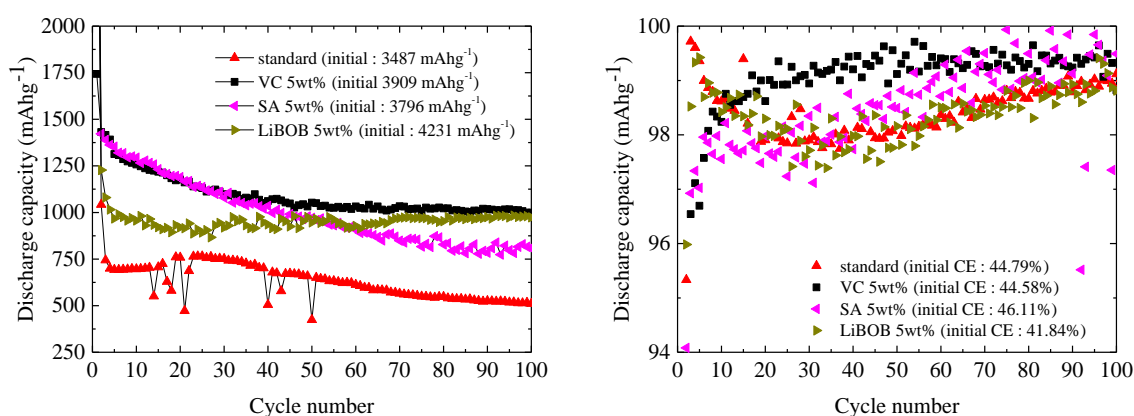 2000
1750
1500
1250
1000
750
500
250
0 10 20 30 40 50 60 70 80 90 100
Discharge capacity (mAhg⁻¹)
Cycle number
standard (initial : 3487 mAhg⁻¹)
VC 5wt% (initial 3909 mAhg⁻¹)
SA 5wt% (initial : 3796 mAhg⁻¹)
LiBOB 5wt% (initial : 4231 mAhg⁻¹)
100
98
96
94
0 10 20 30 40 50 60 70 80 90 100
Discharge capacity (mAhg⁻¹)
Cycle number
standard (initial CE : 44.79%)
VC 5wt% (initial CE : 44.58%)
SA 5wt% (initial CE : 46.11%)
LiBOB 5wt% (initial CE : 41.84%)